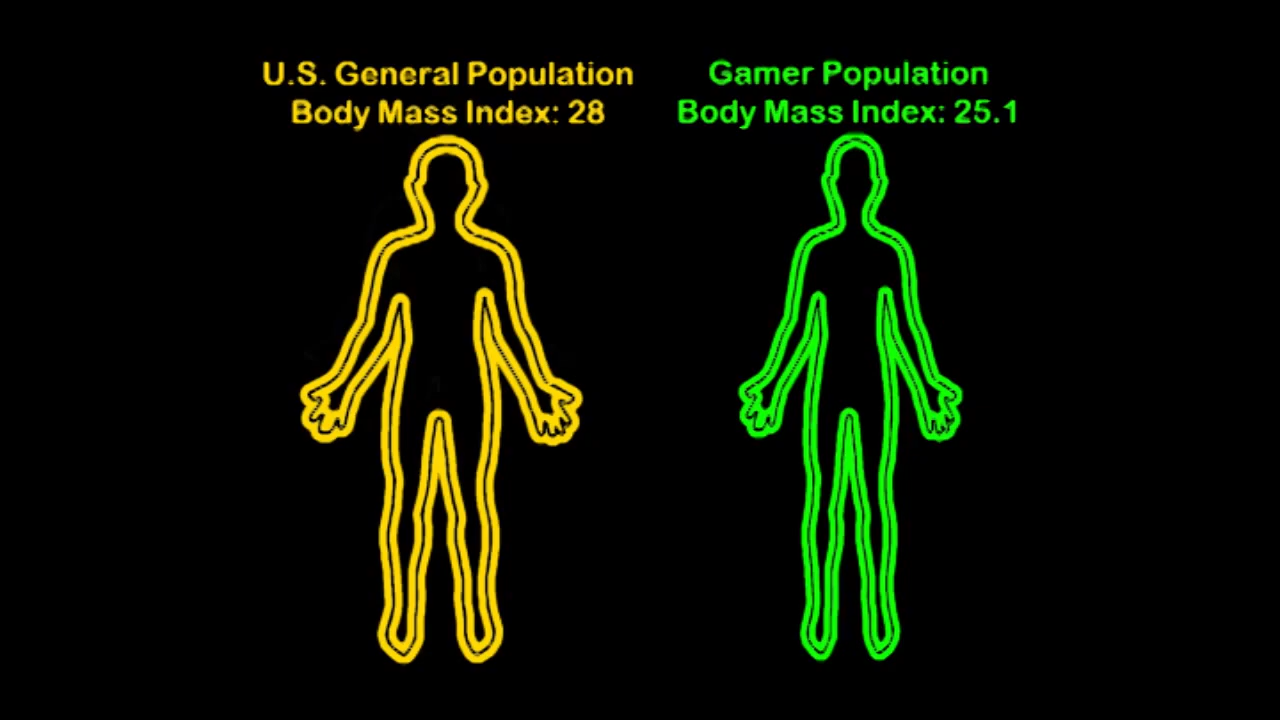 U.S. General Population
Body Mass Index: 28
Gamer Population
Body Mass Index: 25.1